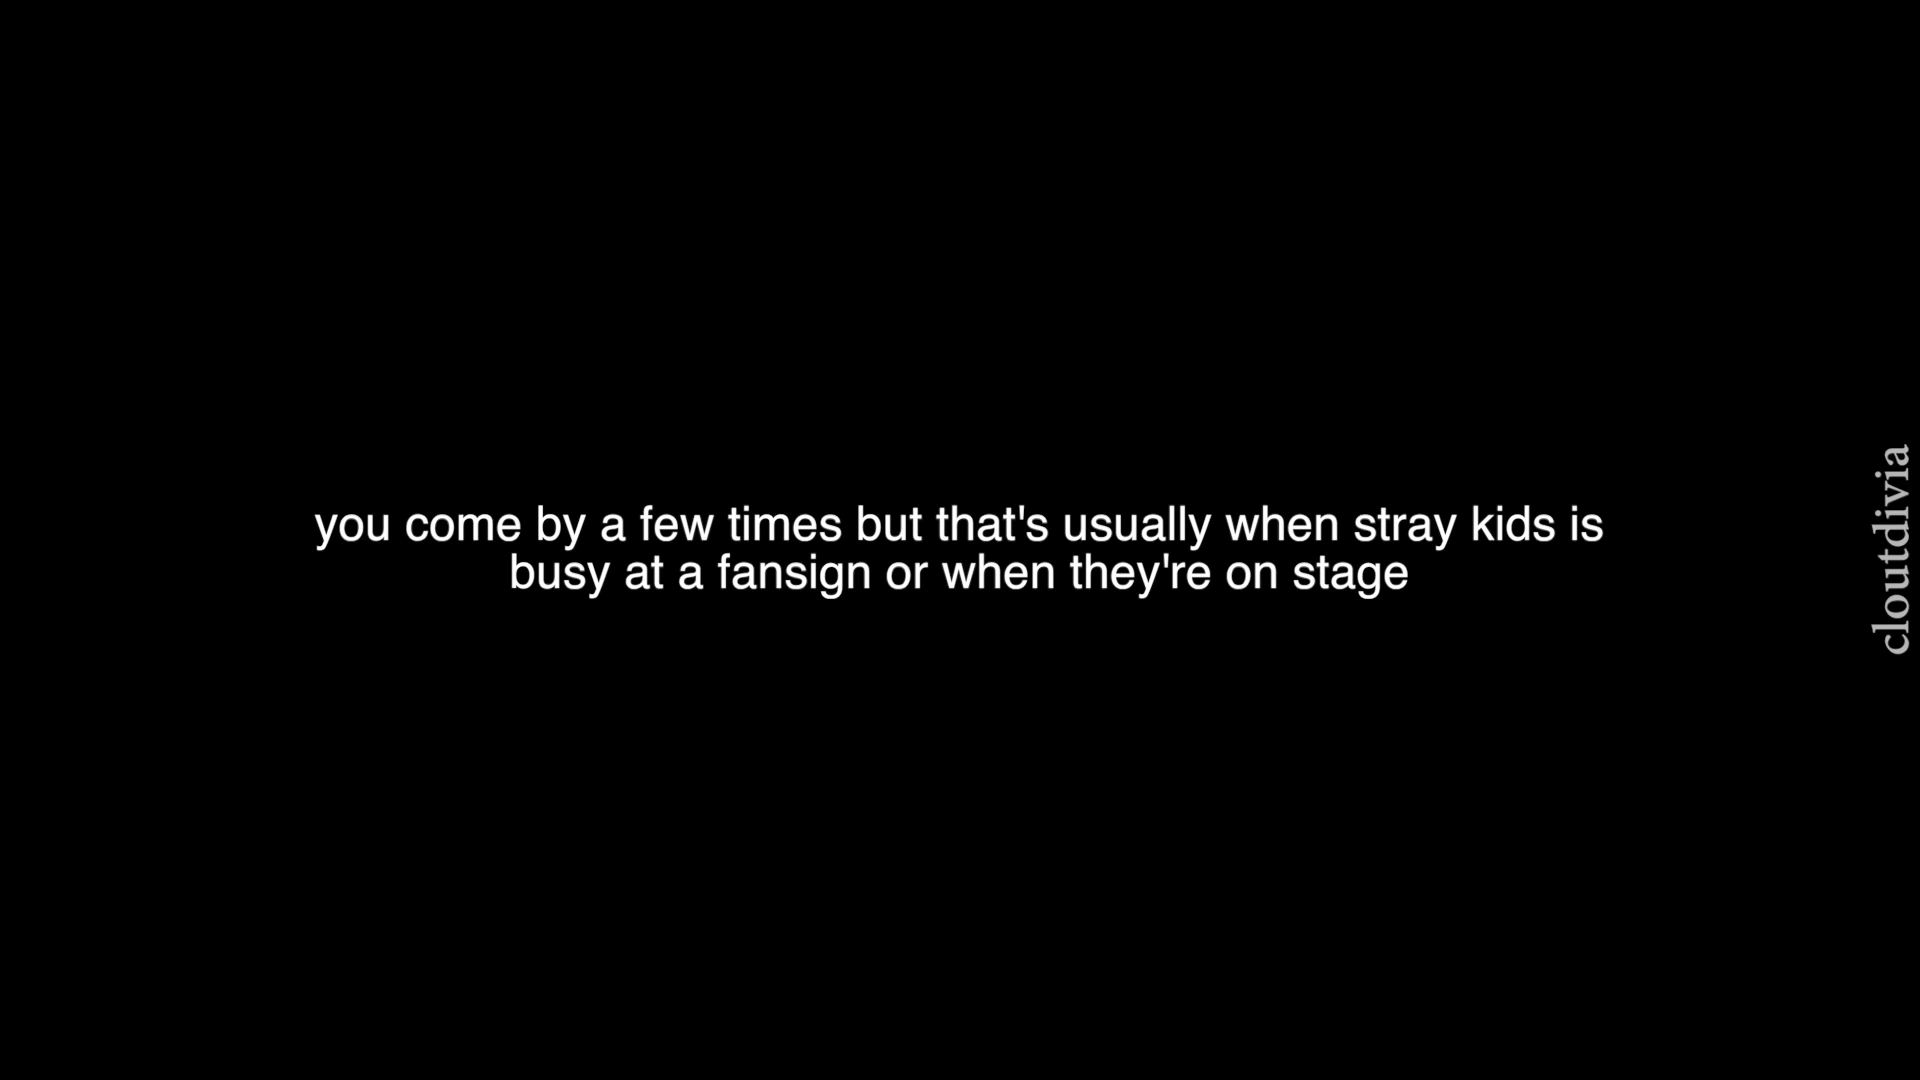 you come by a few times but that's usually when stray kids is
busy at a fansign or when they're on stage
cloutdivia